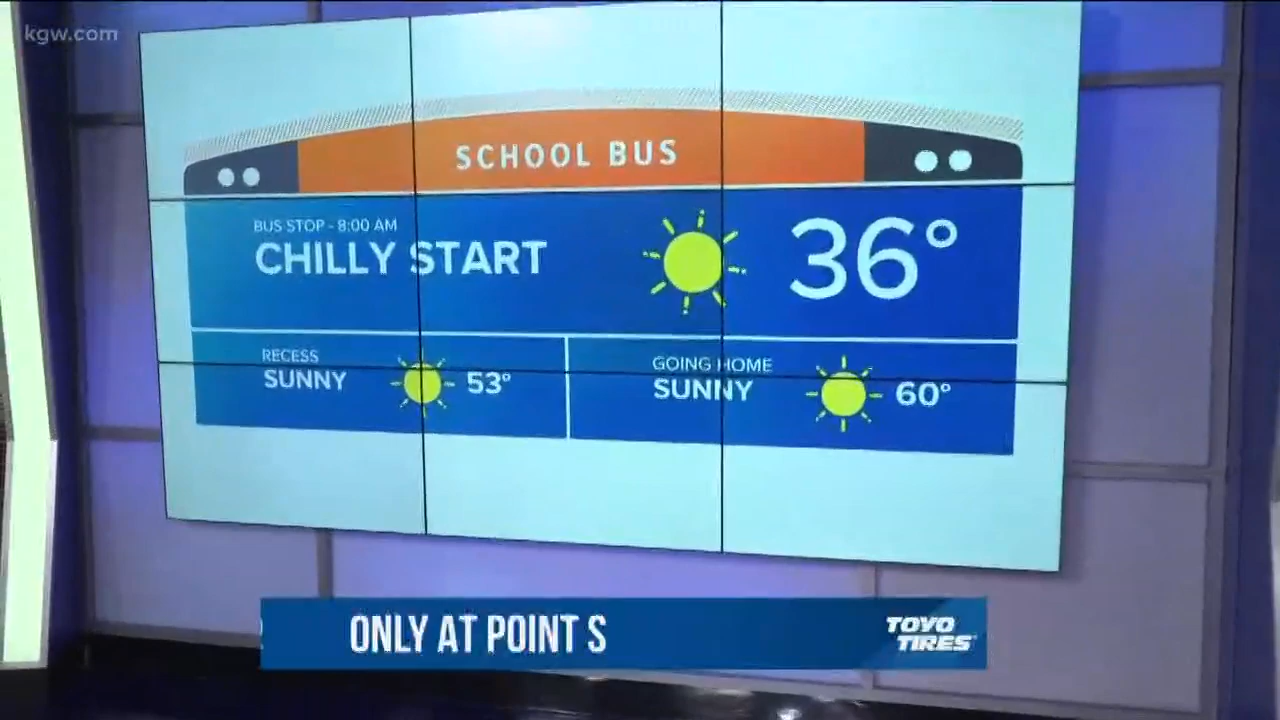 kgw.com
SCHOOL BUS
BUS STOP - 8:00 AM
CHILLY START
36°
RECESS
SUNNY
53°
GOING HOME
SUNNY
60°
ONLY AT POINT S
TOYO
TIRES